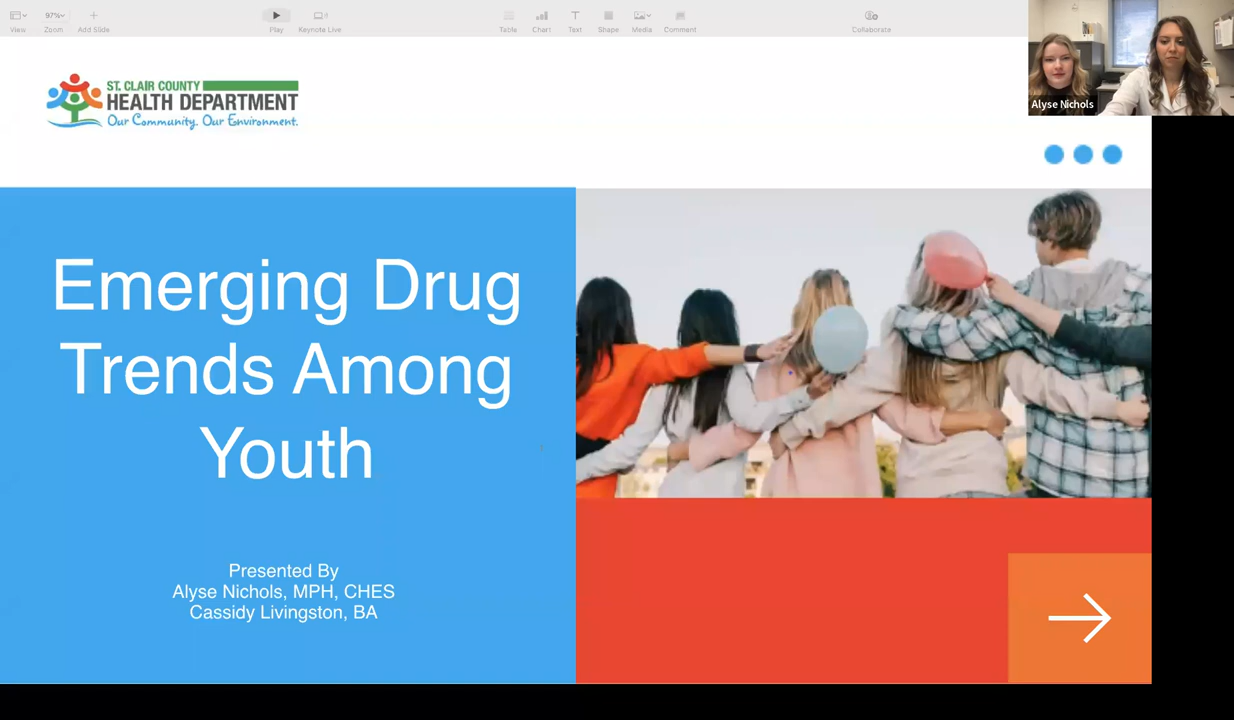 97%
View
Zoom
Add Slide
Play
Keynote Live
Table
Chart
Text
Shape
Media
Comment
Collaborate
Alyse Nichols
ST. CLAIR COUNTY
HEALTH DEPARTMENT
Our Community. Our Environment.
Emerging Drug
Trends Among
Youth
Presented By
Alyse Nichols, MPH, CHES
Cassidy Livingston, BA